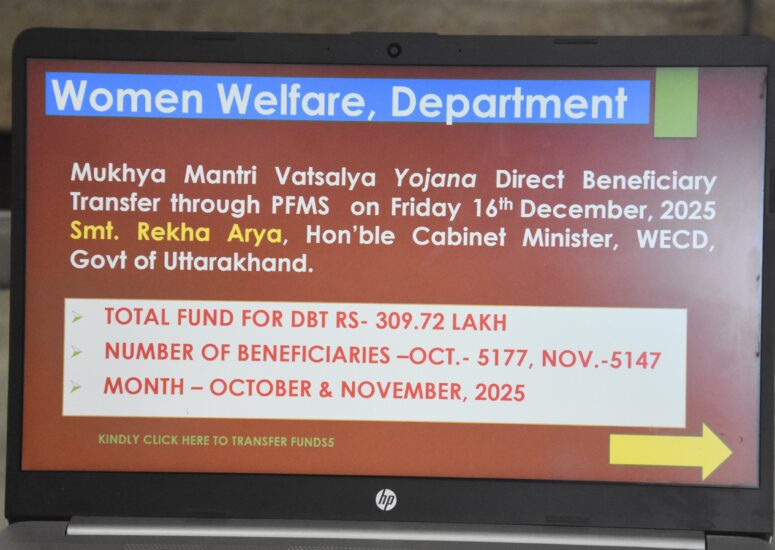 Women Welfare, Department
Mukhya Mantri Vatsalya Yojana Direct Beneficiary
Transfer through PFMS on Friday 16th December, 2025
Smt. Rekha Arya, Hon'ble Cabinet Minister, WECD,
Govt of Uttarakhand.
TOTAL FUND FOR DBT RS- 309.72 LAKH
NUMBER OF BENEFICIARIES –OCT.- 5177, NOV.-5147
MONTH – OCTOBER & NOVEMBER, 2025
KINDLY CLICK HERE TO TRANSFER FUNDS5
hp